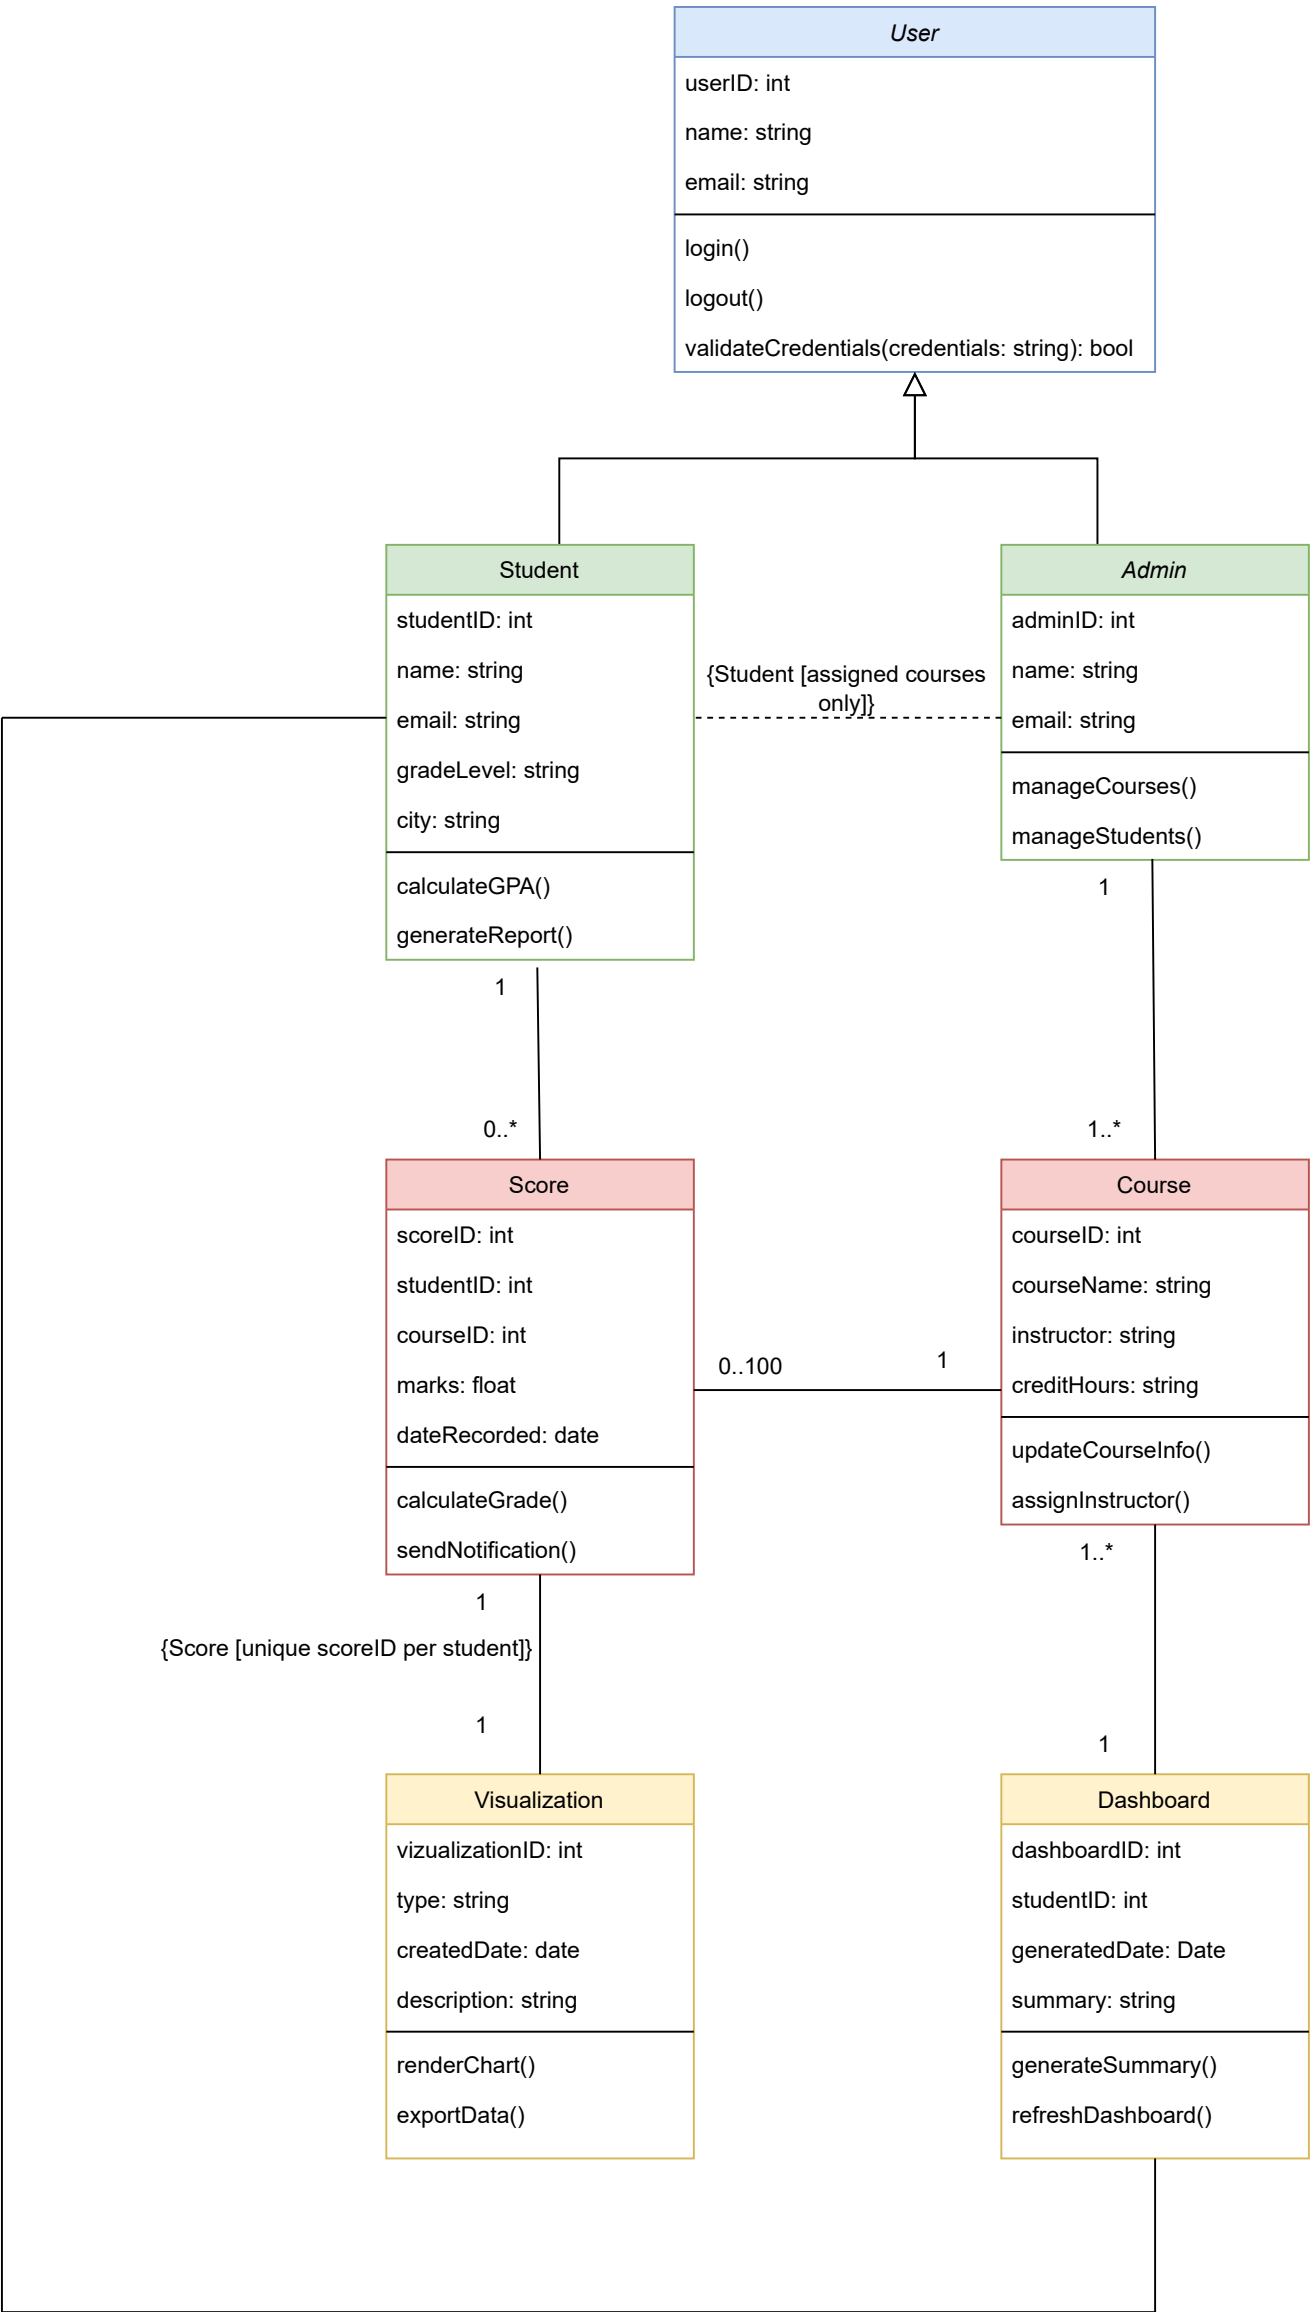 User
userID: int
name: string
email: string
login()
logout()
validateCredentials(credentials: string): bool
Student
studentID: int
name: string
email: string
gradeLevel: string
city: string
calculateGPA()
generateReport()
{Student [assigned courses
only]}
Admin
adminID: int
name: string
email: string
manageCourses()
manageStudents()
1
0..*
1
1..*
Score
scoreID: int
studentID: int
courseID: int
marks: float
dateRecorded: date
calculateGrade()
sendNotification()
0..100
1
Course
courseID: int
courseName: string
instructor: string
creditHours: string
updateCourseInfo()
assignInstructor()
1
{Score [unique scoreID per student]}
1
1..*
1
Visualization
vizualizationID: int
type: string
createdDate: date
description: string
renderChart()
exportData()
Dashboard
dashboardID: int
studentID: int
generatedDate: Date
summary: string
generateSummary()
refreshDashboard()